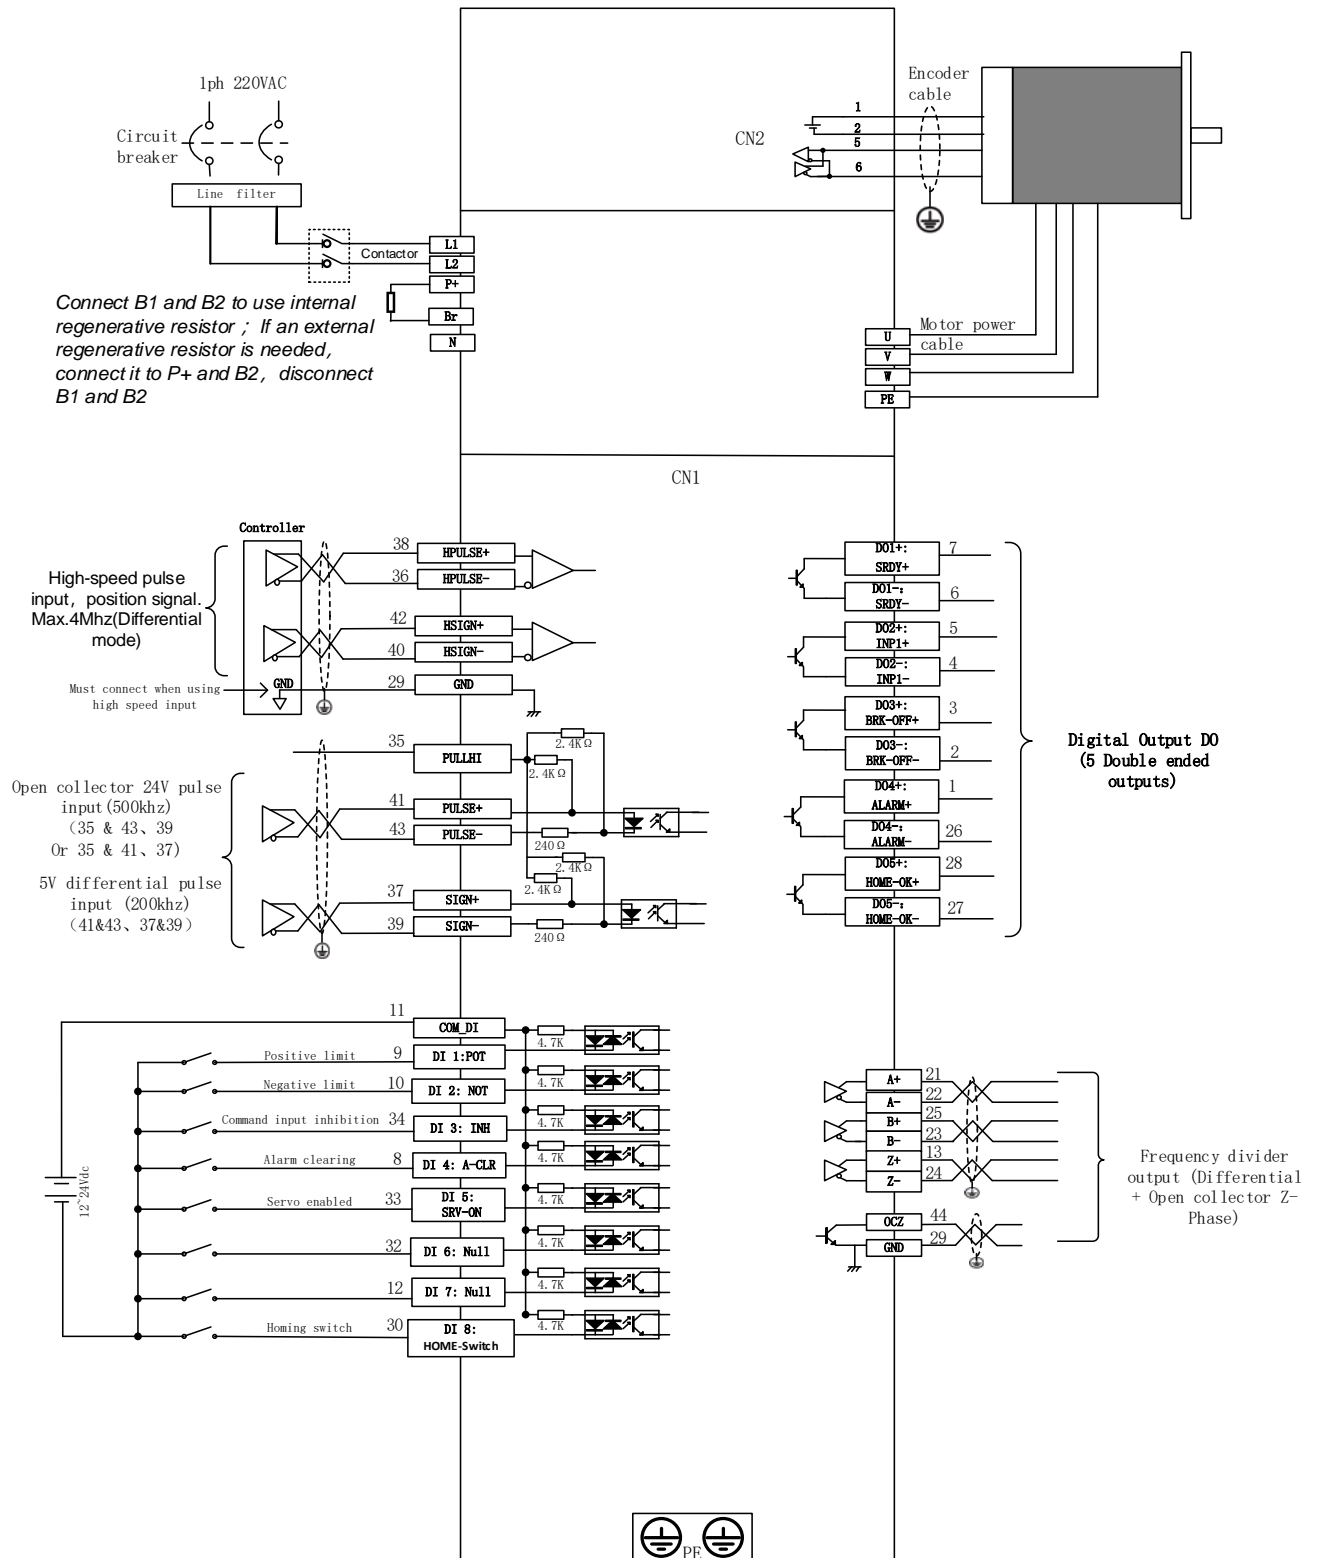 1ph 220VAC
Circuit
breaker
Line filter
Contactor
L1
L2
P+
Br
N
Connect B1 and B2 to use internal
regenerative resistor ; If an external
regenerative resistor is needed,
connect it to P+ and B2, disconnect
B1 and B2
CN2
1
2
5
6
Encoder
cable
U
V
W
PE
Motor power
cable
CN1
Controller
High-speed pulse
input, position signal.
Max.4Mhz(Differential
mode)
38
HPULSE+
36
HPULSE-
42
HSIGN+
40
HSIGN-
GND
29
GND
Must connect when using
high speed input
35
PULLHI
2.4KΩ
2.4KΩ
Open collector 24V pulse
input(500khz)
(35 & 43、39
Or 35 & 41、37)
5V differential pulse
input (200khz)
(41&43、37&39)
41
PULSE+
43
PULSE-
240Ω
2.4KΩ
2.4KΩ
37
SIGN+
39
SIGN-
240Ω
DO1+:
SRDY+
7
DO1-:
SRDY-
6
DO2+:
INP1+
5
DO2-:
INP1-
4
DO3+:
BRK-OFF+
3
DO3-:
BRK-OFF-
2
DO4+:
ALARM+
1
DO4-:
ALARM-
26
DO5+:
HOME-OK+
28
DO5-:
HOME-OK-
27
Digital Output DO
(5 Double ended
outputs)
12~24Vdc
11
COM_DI
4.7K
Positive limit
9
DI 1:POT
Negative limit
10
DI 2: NOT
4.7K
Command input inhibition
34
DI 3: INH
4.7K
Alarm clearing
8
DI 4: A-CLR
4.7K
Servo enabled
33
DI 5:
SRV-ON
4.7K
32
DI 6: Null
4.7K
12
DI 7: Null
4.7K
Homing switch
30
DI 8:
HOME-Switch
4.7K
A+
21
A-
22
B+
25
B-
23
Z+
13
Z-
24
OCZ
44
GND
29
Frequency divider
output (Differential
+ Open collector Z-
Phase)
PE